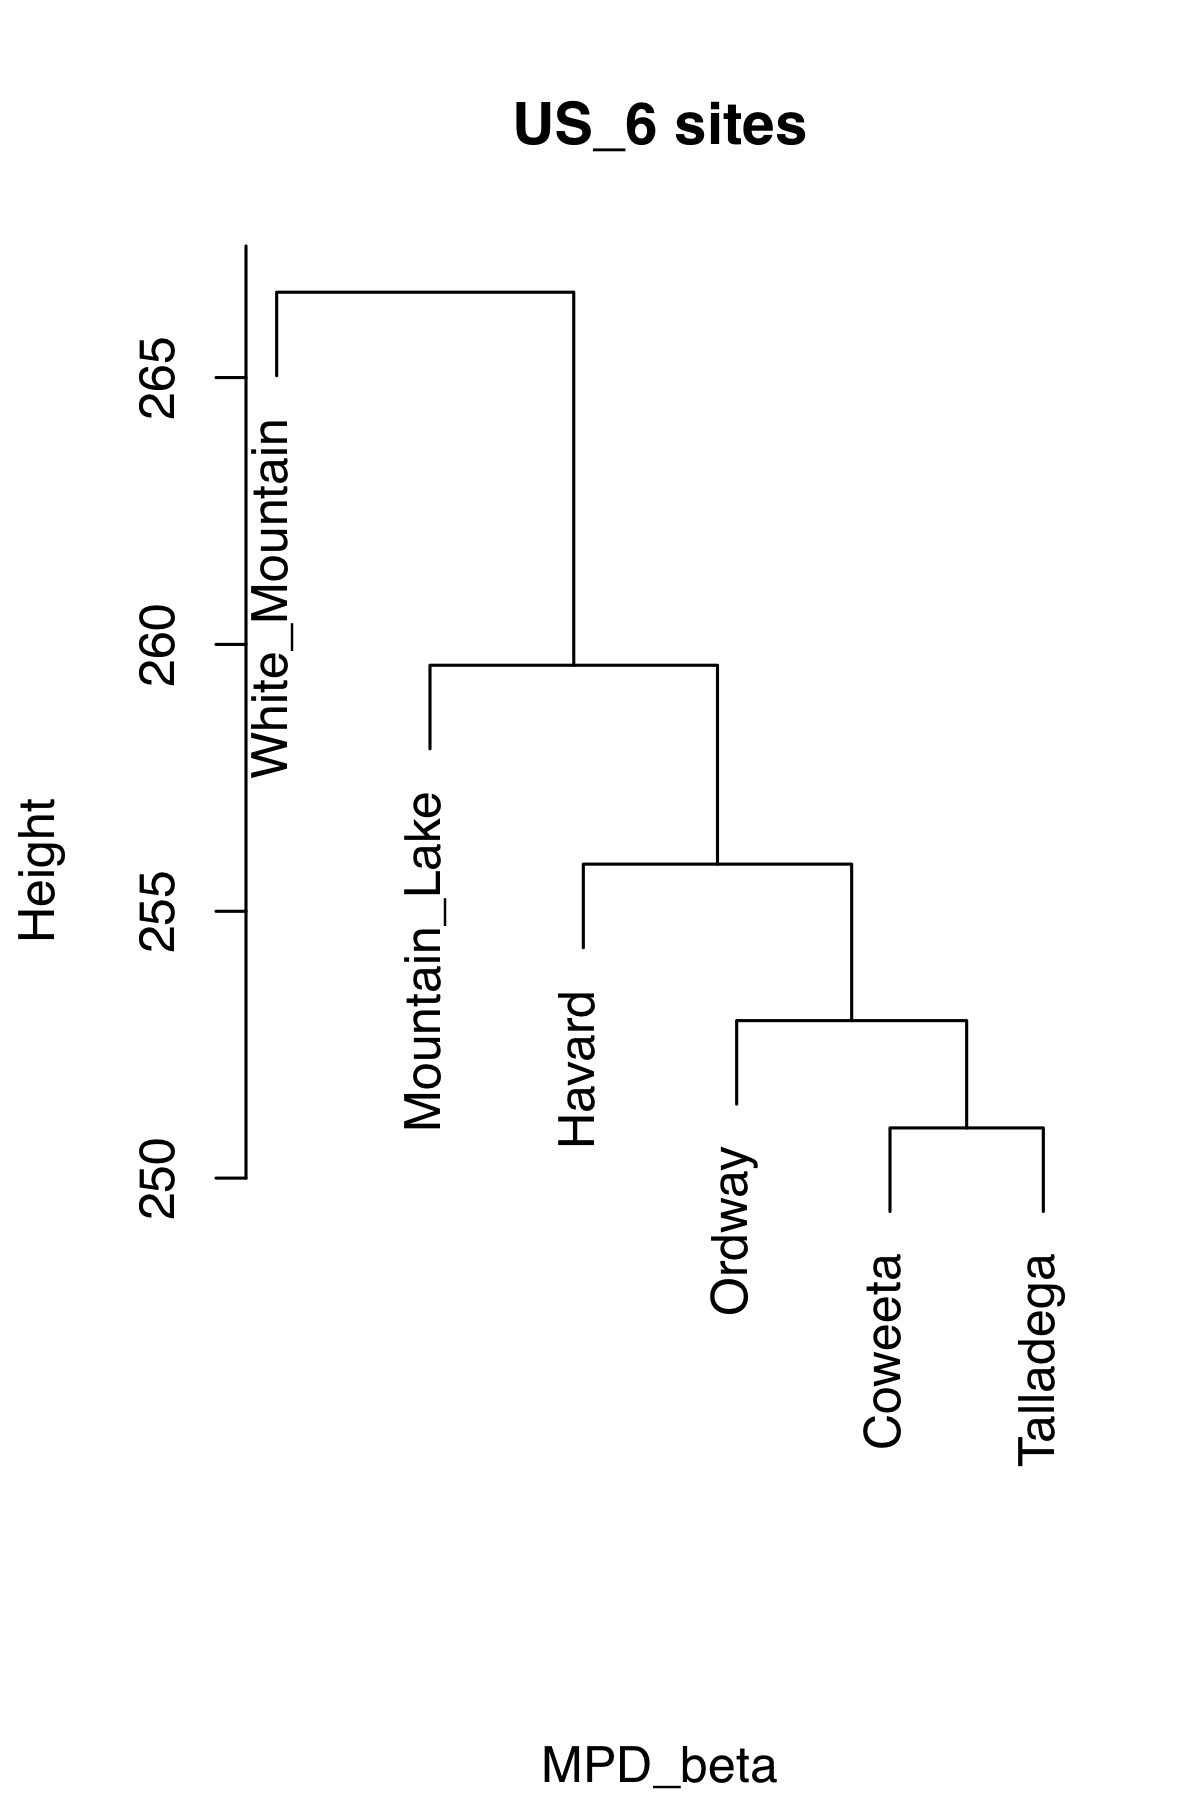 US_6 sites
Height
265
260
255
250
White_Mountain
Mountain_Lake
Havard
Ordway
Coweeta
Talladega
MPD_beta